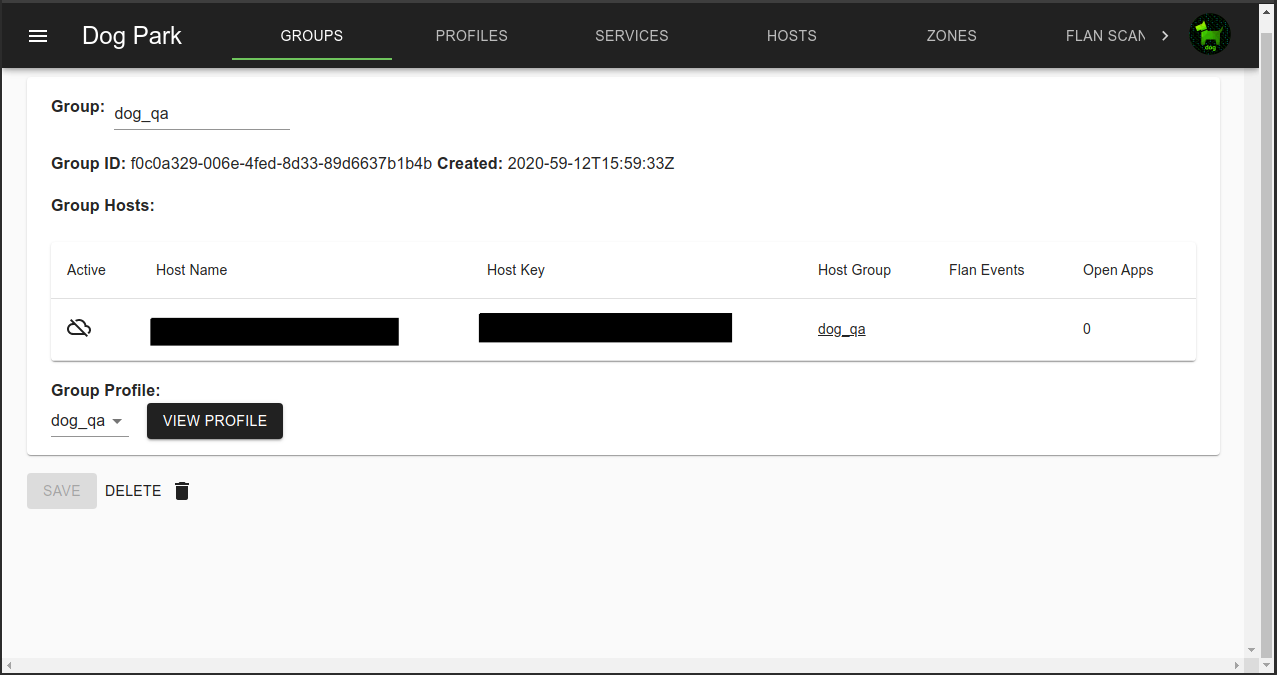 Dog Park GROUPS PROFILES SERVICES HOSTS ZONES FLAN SCAN
dog
Group: dog_qa
Group ID: f0c0a329-006e-4fed-8d33-89d6637b1b4b Created: 2020-59-12T15:59:33Z
Group Hosts:
Active Host Name Host Key Host Group Flan Events Open Apps
dog_qa 0
Group Profile:
dog_qa VIEW PROFILE
SAVE DELETE